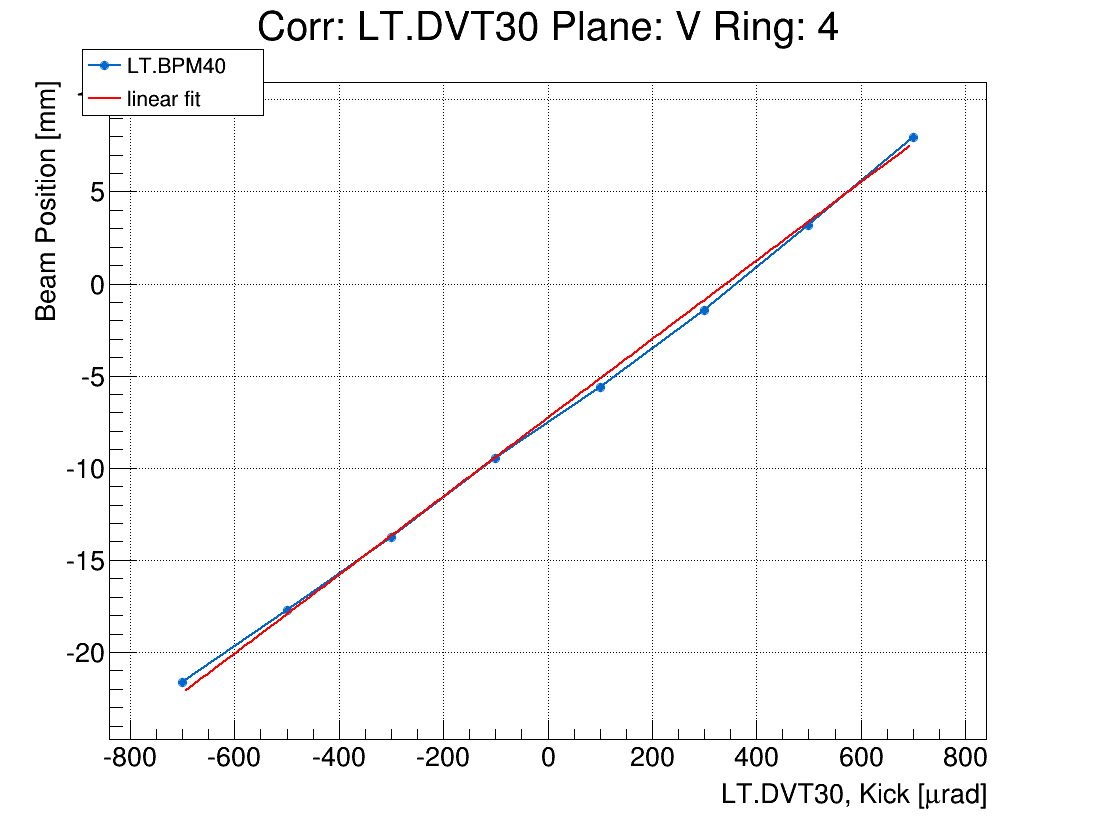 Corr: LT.DVT30 Plane: V Ring: 4
LT.BPM40
linear fit
Beam Position [mm]
5
0
-5
-10
-15
-20
-800 -600 -400 -200 0 200 400 600 800
LT.DVT30, Kick [μrad]